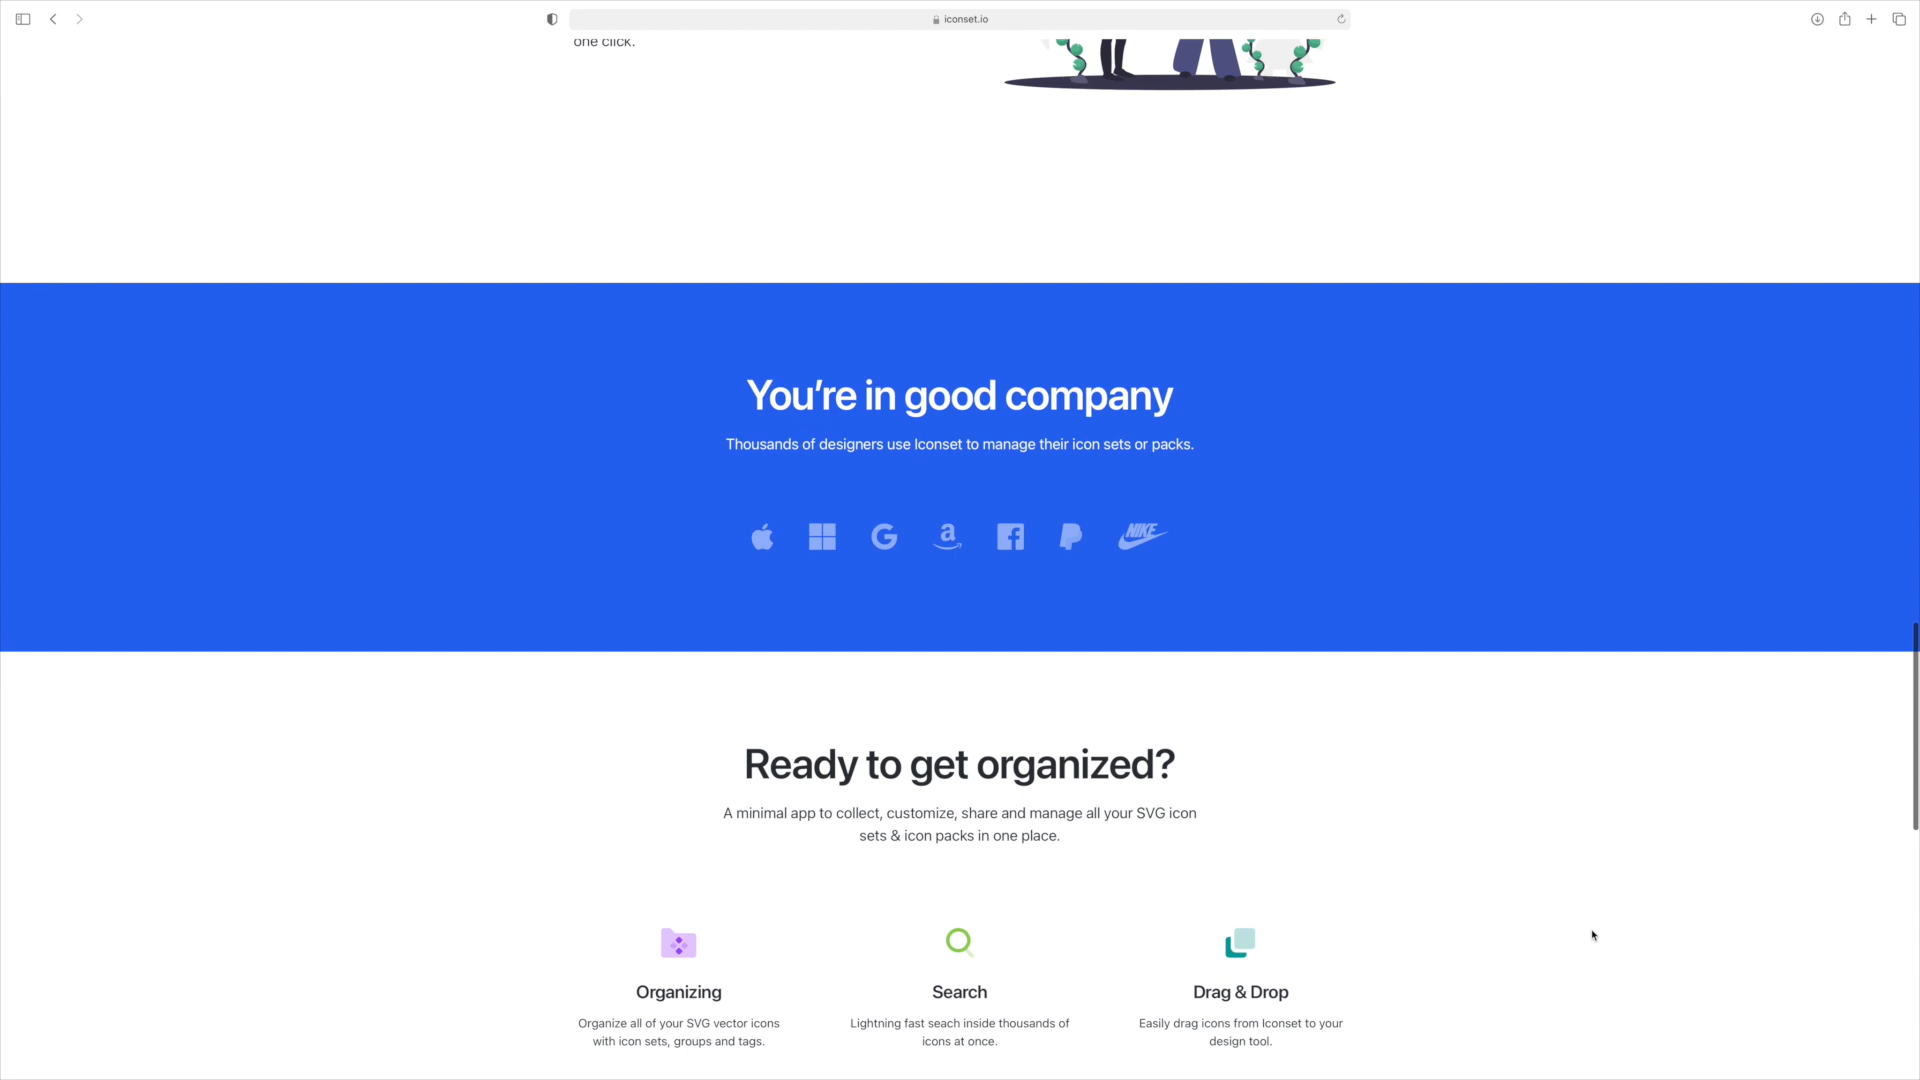 iconset.io
one click.
You're in good company
Thousands of designers use Iconset to manage their icon sets or packs.
NIKE
Ready to get organized?
A minimal app to collect, customize, share and manage all your SVG icon
sets & icon packs in one place.
Organizing
Organize all of your SVG vector icons
with icon sets, groups and tags.
Search
Lightning fast seach inside thousands of
icons at once.
Drag & Drop
Easily drag icons from Iconset to your
design tool.